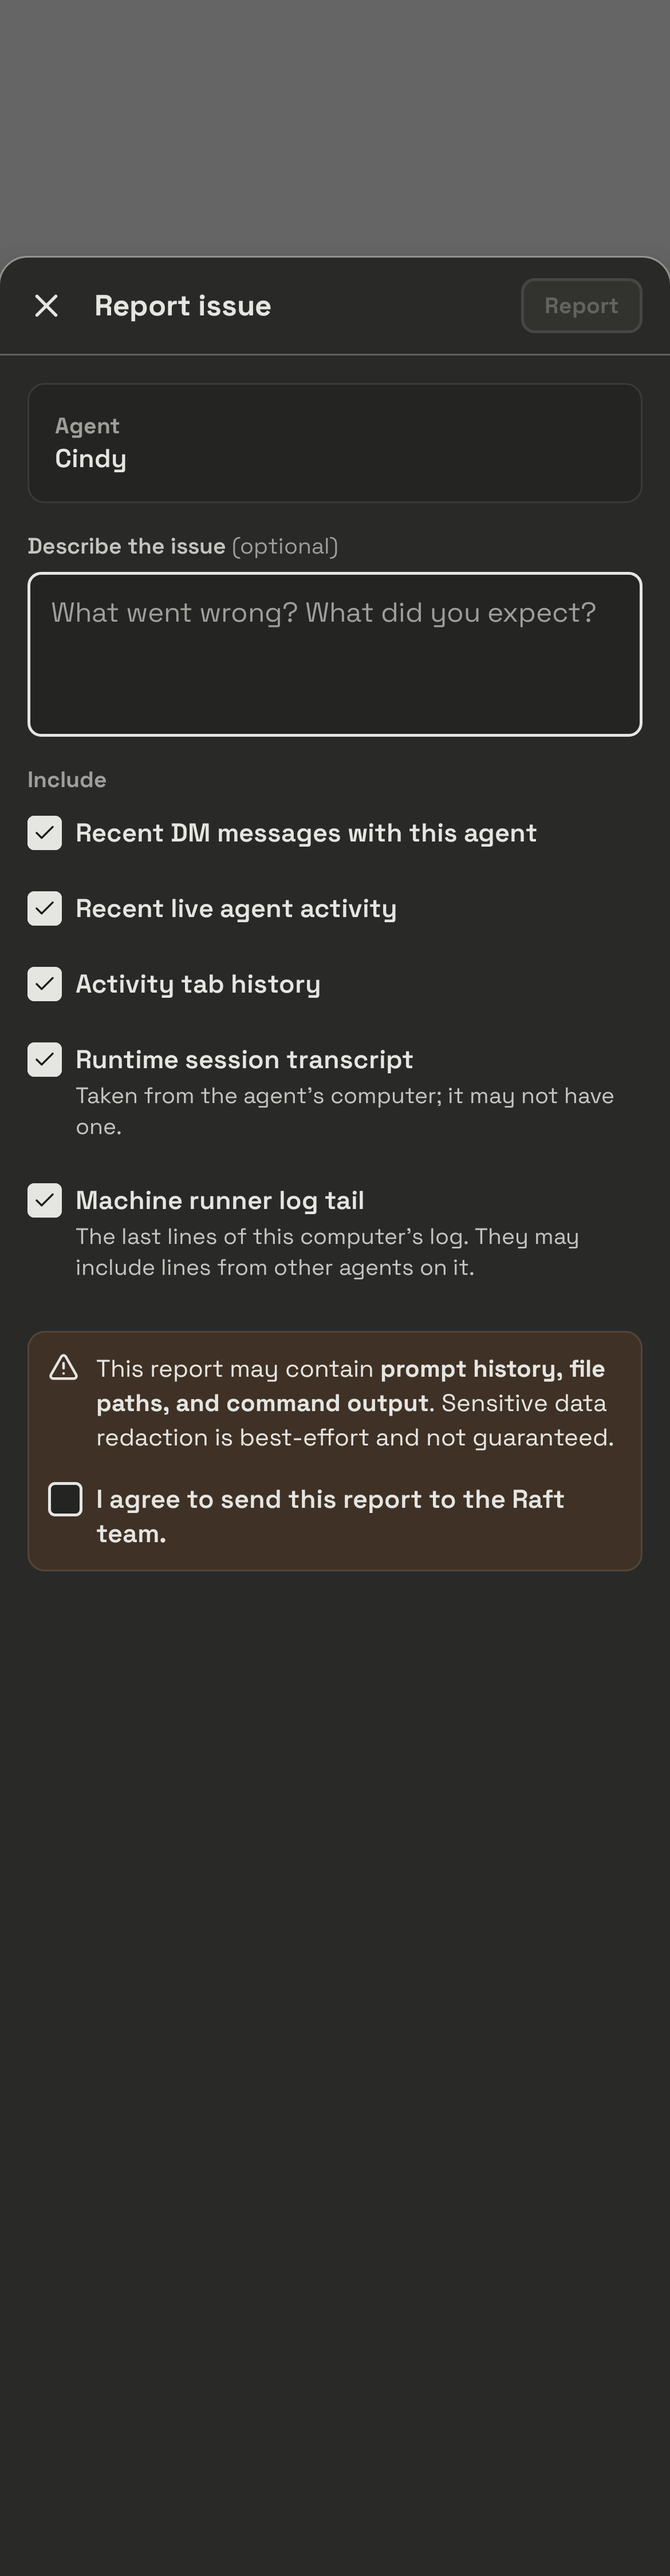 Report issue
Report
Agent
Cindy
Describe the issue (optional)
What went wrong? What did you expect?
Include
Recent DM messages with this agent
Recent live agent activity
Activity tab history
Runtime session transcript
Taken from the agent's computer; it may not have
one.
Machine runner log tail
The last lines of this computer's log. They may
include lines from other agents on it.
This report may contain prompt history, file
paths, and command output. Sensitive data
redaction is best-effort and not guaranteed.
I agree to send this report to the Raft
team.